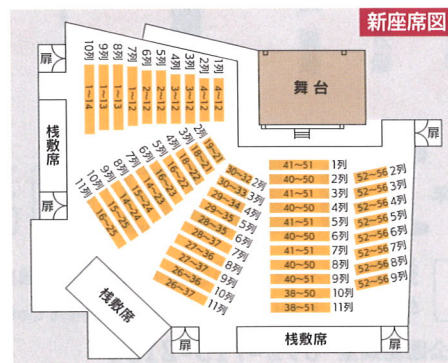 新座席図
舞台
扉
扉
扉
扉
扉
桟敷席
桟敷席
桟敷席
10列 1~14
9列 1~13
8列 1~13
7列 1~12
6列 2~12
5列 2~12
4列 3~12
3列 3~12
2列 4~12
1列 4~12
2列 19~21
3列 18~21
4列 18~22
5列 16~22
6列 16~23
7列 14~23
8列 15~24
9列 14~24
10列 15~25
11列 16~25
30~32 2列
30~33 3列
29~34 4列
29~35 5列
28~35 6列
28~37 7列
27~36 8列
27~37 9列
26~36 10列
26~37 11列
41~51 1列
40~50 2列
41~51 3列
40~50 4列
41~51 5列
40~50 6列
41~51 7列
40~50 8列
41~51 9列
38~50 10列
38~51 11列
52~56 2列
52~56 3列
52~56 4列
52~56 5列
52~56 6列
52~56 7列
52~56 8列
52~56 9列